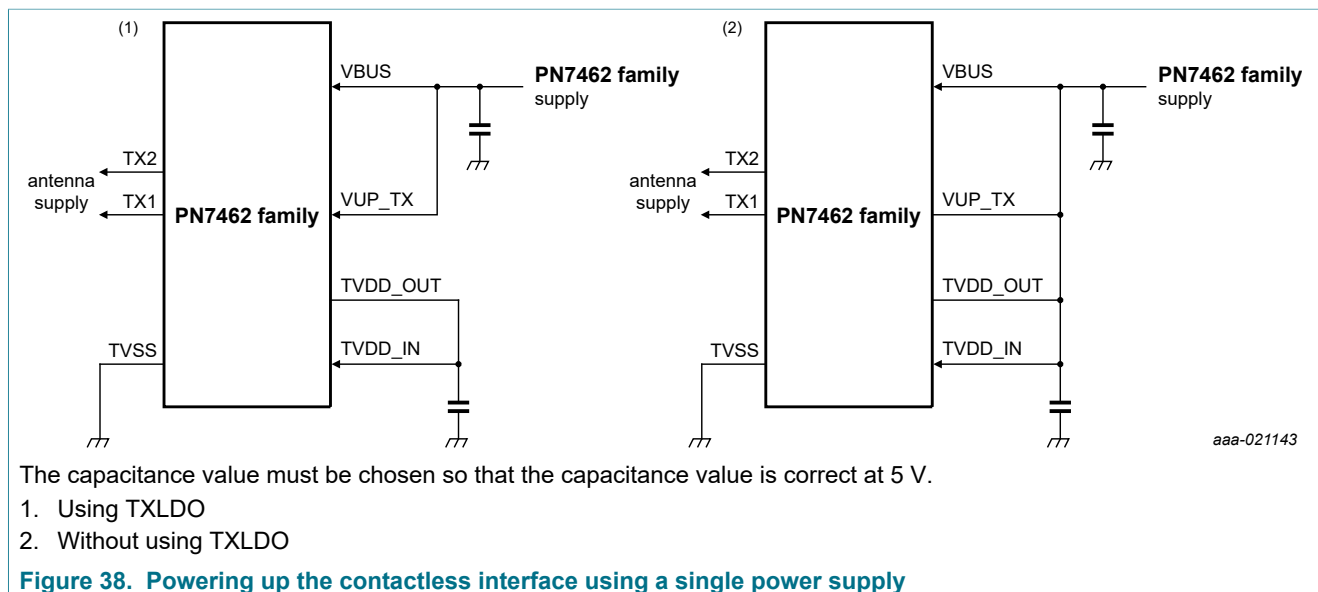 (1)
VBUS
PN7462 family
supply
TX2
antenna
supply
TX1
PN7462 family
VUP_TX
TVDD_OUT
TVSS
TVDD_IN
(2)
VBUS
PN7462 family
supply
TX2
antenna
supply
TX1
PN7462 family
VUP_TX
TVDD_OUT
TVSS
TVDD_IN
aaa-021143
The capacitance value must be chosen so that the capacitance value is correct at 5 V.
1. Using TXLDO
2. Without using TXLDO
Figure 38. Powering up the contactless interface using a single power supply